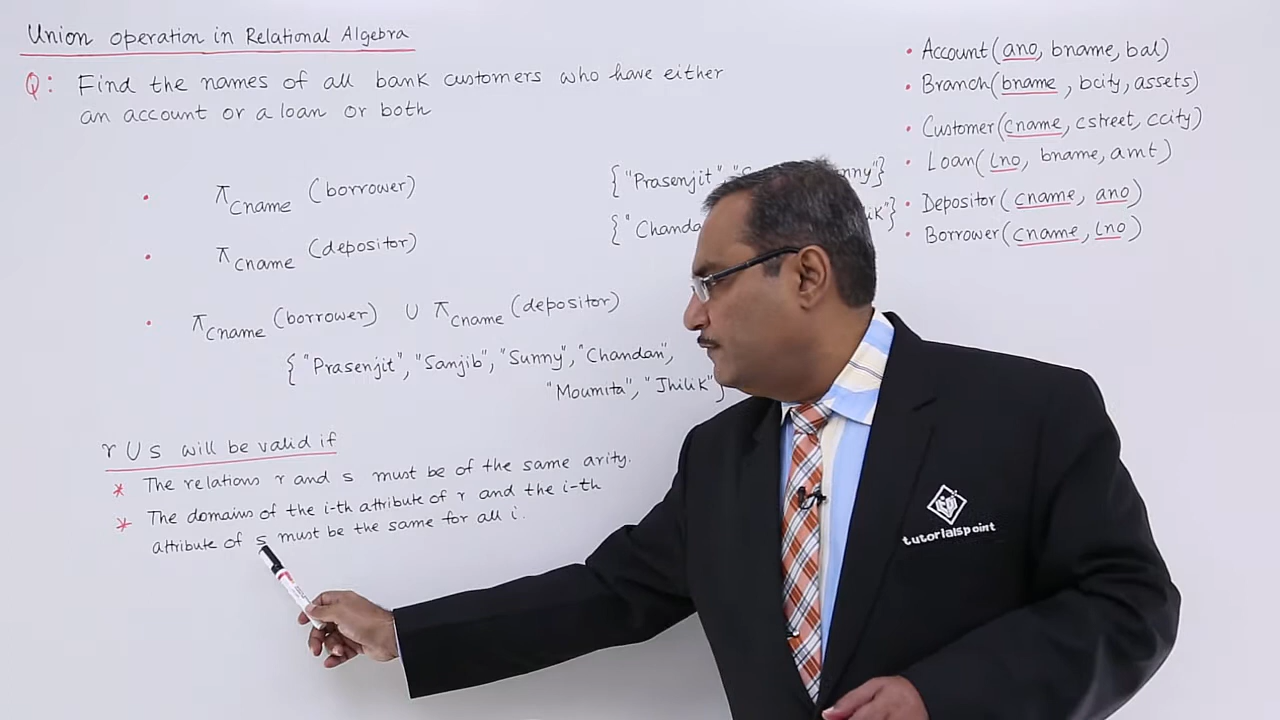 Union operation in Relational Algebra
Q: Find the names of all bank customers who have either
an account or a loan or both
• π cname (borrower)
{"Prasenjit", nny"}
• π cname (depositor)
{"Chanda liK"}
• π cname (borrower) ∪ π cname (depositor)
{"Prasenjit", "Sanjib", "Sunny", "Chandan",
"Moumita", "JhiliK"}
r ∪ s will be valid if
* The relations r and s must be of the same arity.
* The domains of the i-th attribute of r and the i-th
attribute of s must be the same for all i.
• Account(ano, bname, bal)
• Branch(bname, bcity, assets)
• Customer(cname, cstreet, ccity)
• Loan(lno, bname, amt)
• Depositor(cname, ano)
• Borrower(cname, lno)
tutorialspoint